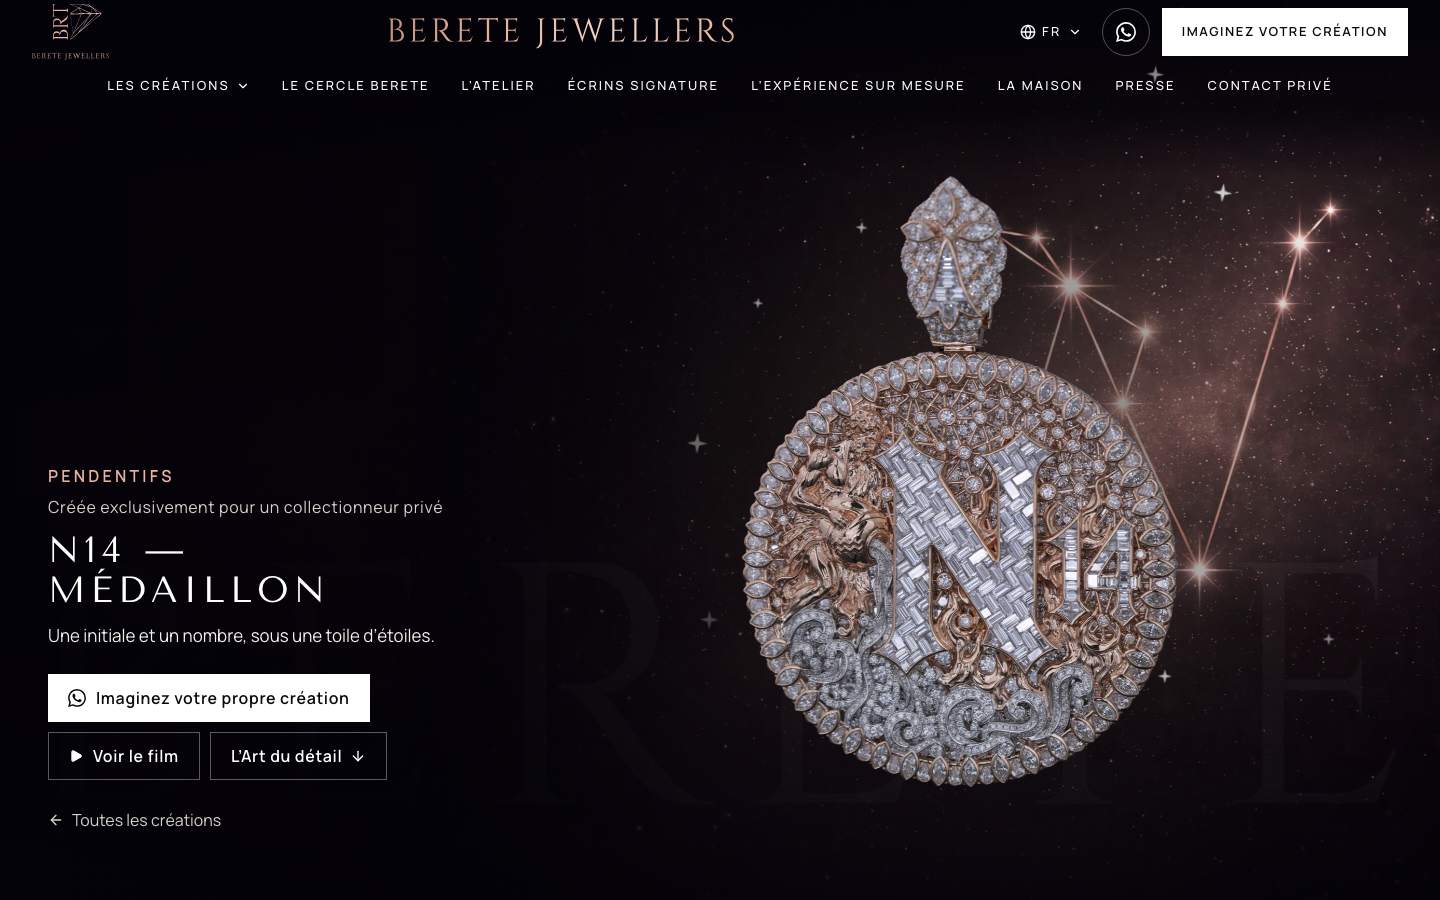 BRT
BERETE JEWELLERS
BERETE JEWELLERS
FR
IMAGINEZ VOTRE CRÉATION
LES CRÉATIONS
LE CERCLE BERETE
L'ATELIER
ÉCRINS SIGNATURE
L'EXPÉRIENCE SUR MESURE
LA MAISON
PRESSE
CONTACT PRIVÉ
PENDENTIFS
Créée exclusivement pour un collectionneur privé
N14 —
MÉDAILLON
Une initiale et un nombre, sous une toile d’étoiles.
Imaginez votre propre création
Voir le film
L’Art du détail
Toutes les créations
N14
BERETE